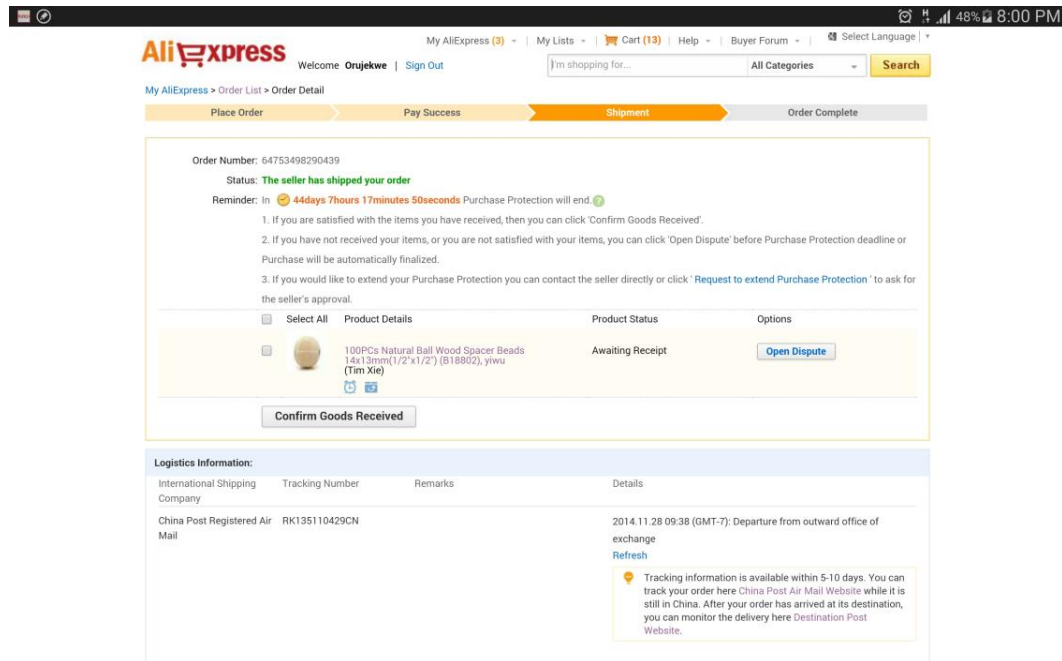 48% 8:00 PM
My AliExpress (3) | My Lists | Cart (13) | Help | Buyer Forum | Select Language
AliExpress
Welcome Orujekwe | Sign Out
I'm shopping for... All Categories Search
My AliExpress > Order List > Order Detail
Place Order Pay Success Shipment Order Complete
Order Number: 64753498290439
Status: The seller has shipped your order
Reminder: In 44days 7hours 17minutes 50seconds Purchase Protection will end.
1. If you are satisfied with the items you have received, then you can click 'Confirm Goods Received'.
2. If you have not received your items, or you are not satisfied with your items, you can click 'Open Dispute' before Purchase Protection deadline or
Purchase will be automatically finalized.
3. If you would like to extend your Purchase Protection you can contact the seller directly or click ' Request to extend Purchase Protection ' to ask for
the seller's approval.
Select All Product Details Product Status Options
100PCs Natural Ball Wood Spacer Beads
14x13mm(1/2"x1/2") (B18802), yiwu
(Tim Xie)
Awaiting Receipt
Open Dispute
Confirm Goods Received
Logistics Information:
International Shipping
Company
Tracking Number Remarks Details
China Post Registered Air
Mail
RK135110429CN
2014.11.28 09:38 (GMT-7): Departure from outward office of
exchange
Refresh
Tracking information is available within 5-10 days. You can
track your order here China Post Air Mail Website while it is
still in China. After your order has arrived at its destination,
you can monitor the delivery here Destination Post
Website.